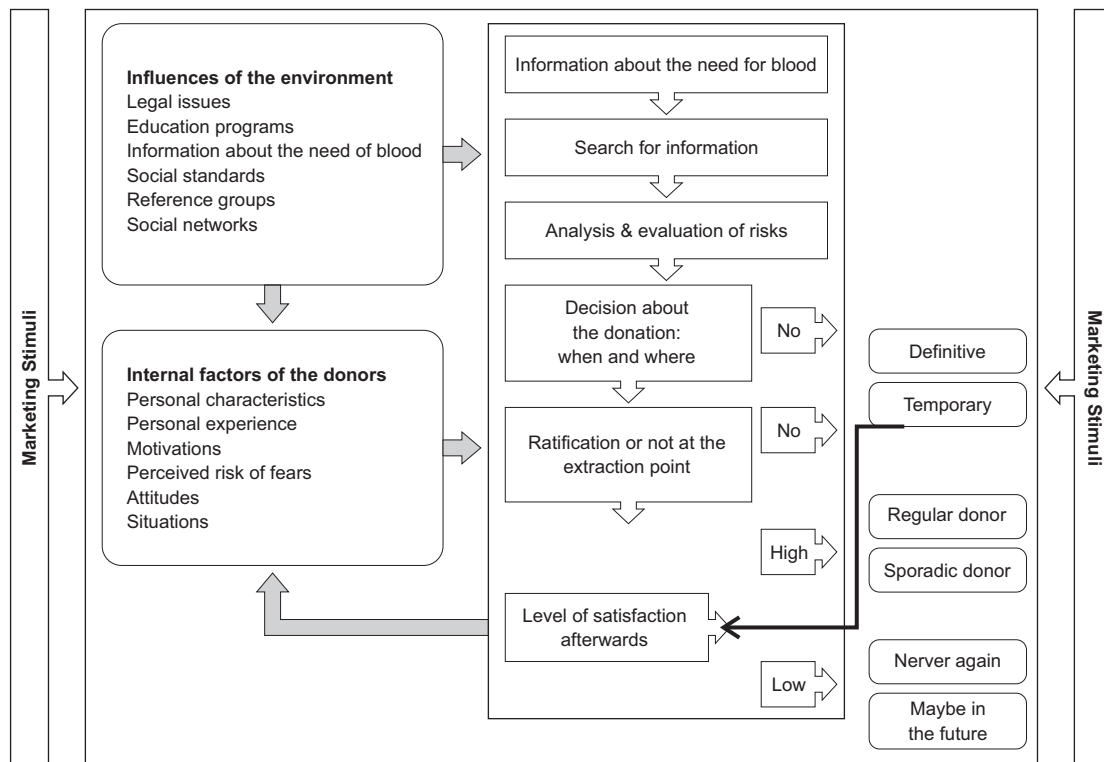 Marketing Stimuli
Influences of the environment
Legal issues
Education programs
Information about the need of blood
Social standards
Reference groups
Social networks
Internal factors of the donors
Personal characteristics
Personal experience
Motivations
Perceived risk of fears
Attitudes
Situations
Information about the need for blood
Search for information
Analysis & evaluation of risks
Decision about
the donation:
when and where
No
Ratification or not at the
extraction point
No
High
Level of satisfaction
afterwards
Low
Definitive
Temporary
Regular donor
Sporadic donor
Nerver again
Maybe in
the future
Marketing Stimuli